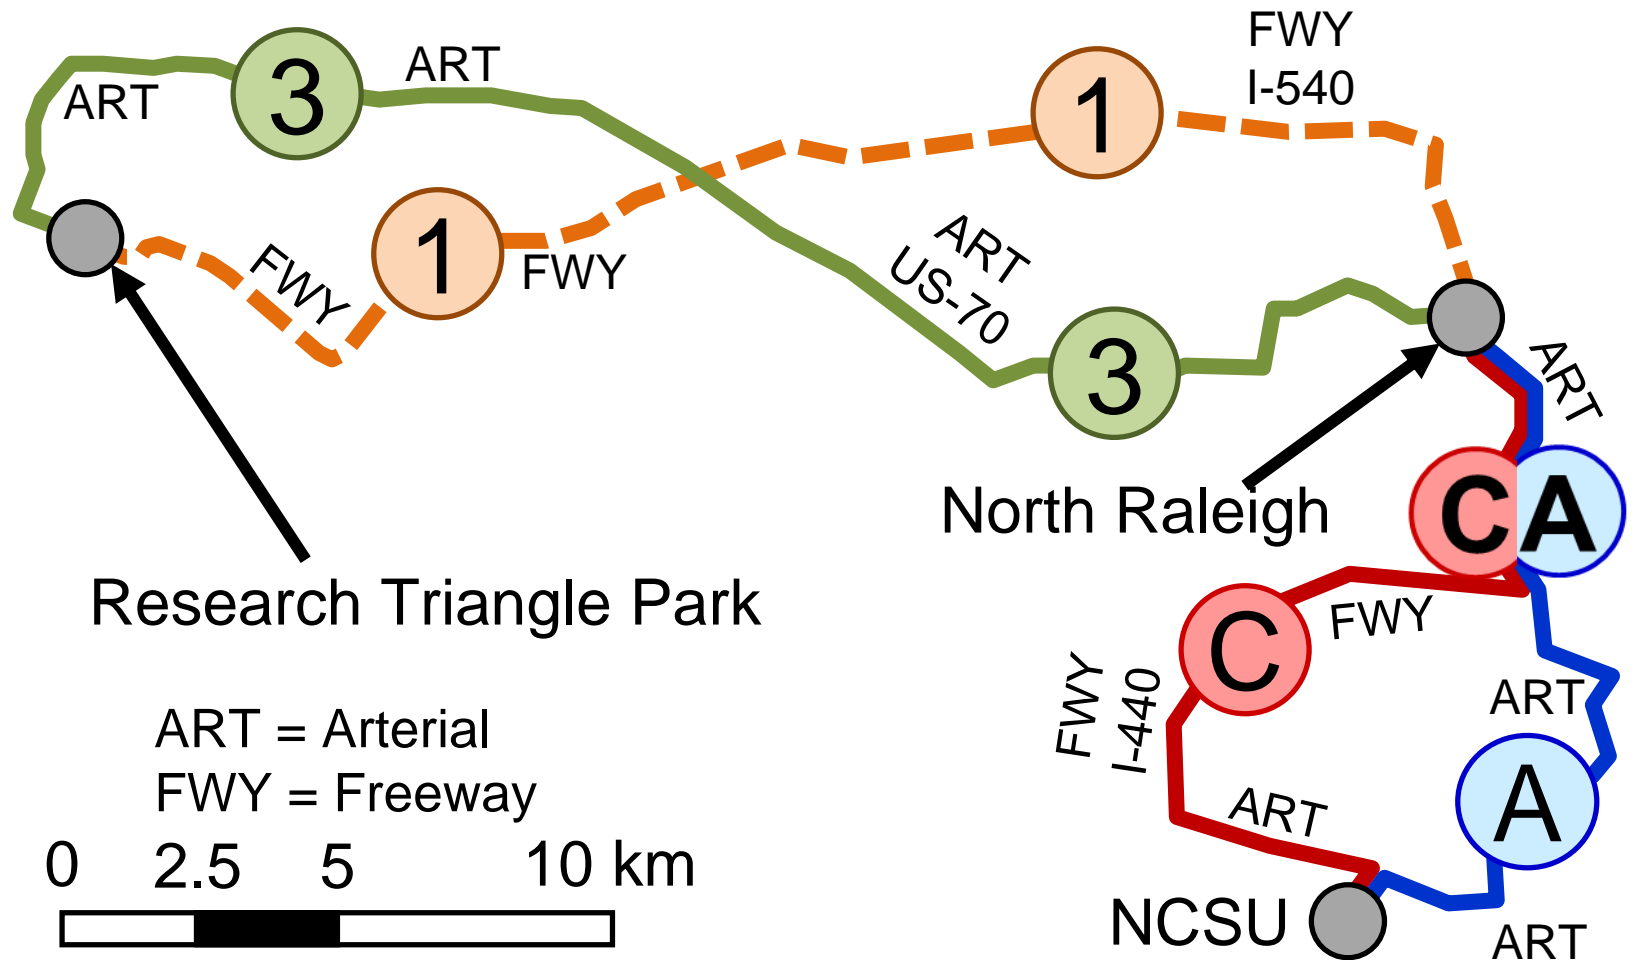 FWY
I-540
3
ART
ART
1
1
FWY
FWY
ART
US-70
3
ART
North Raleigh
C A
Research Triangle Park
FWY
C
FWY
I-440
ART
ART = Arterial
FWY = Freeway
A
ART
0 2.5 5 10 km
NCSU
ART